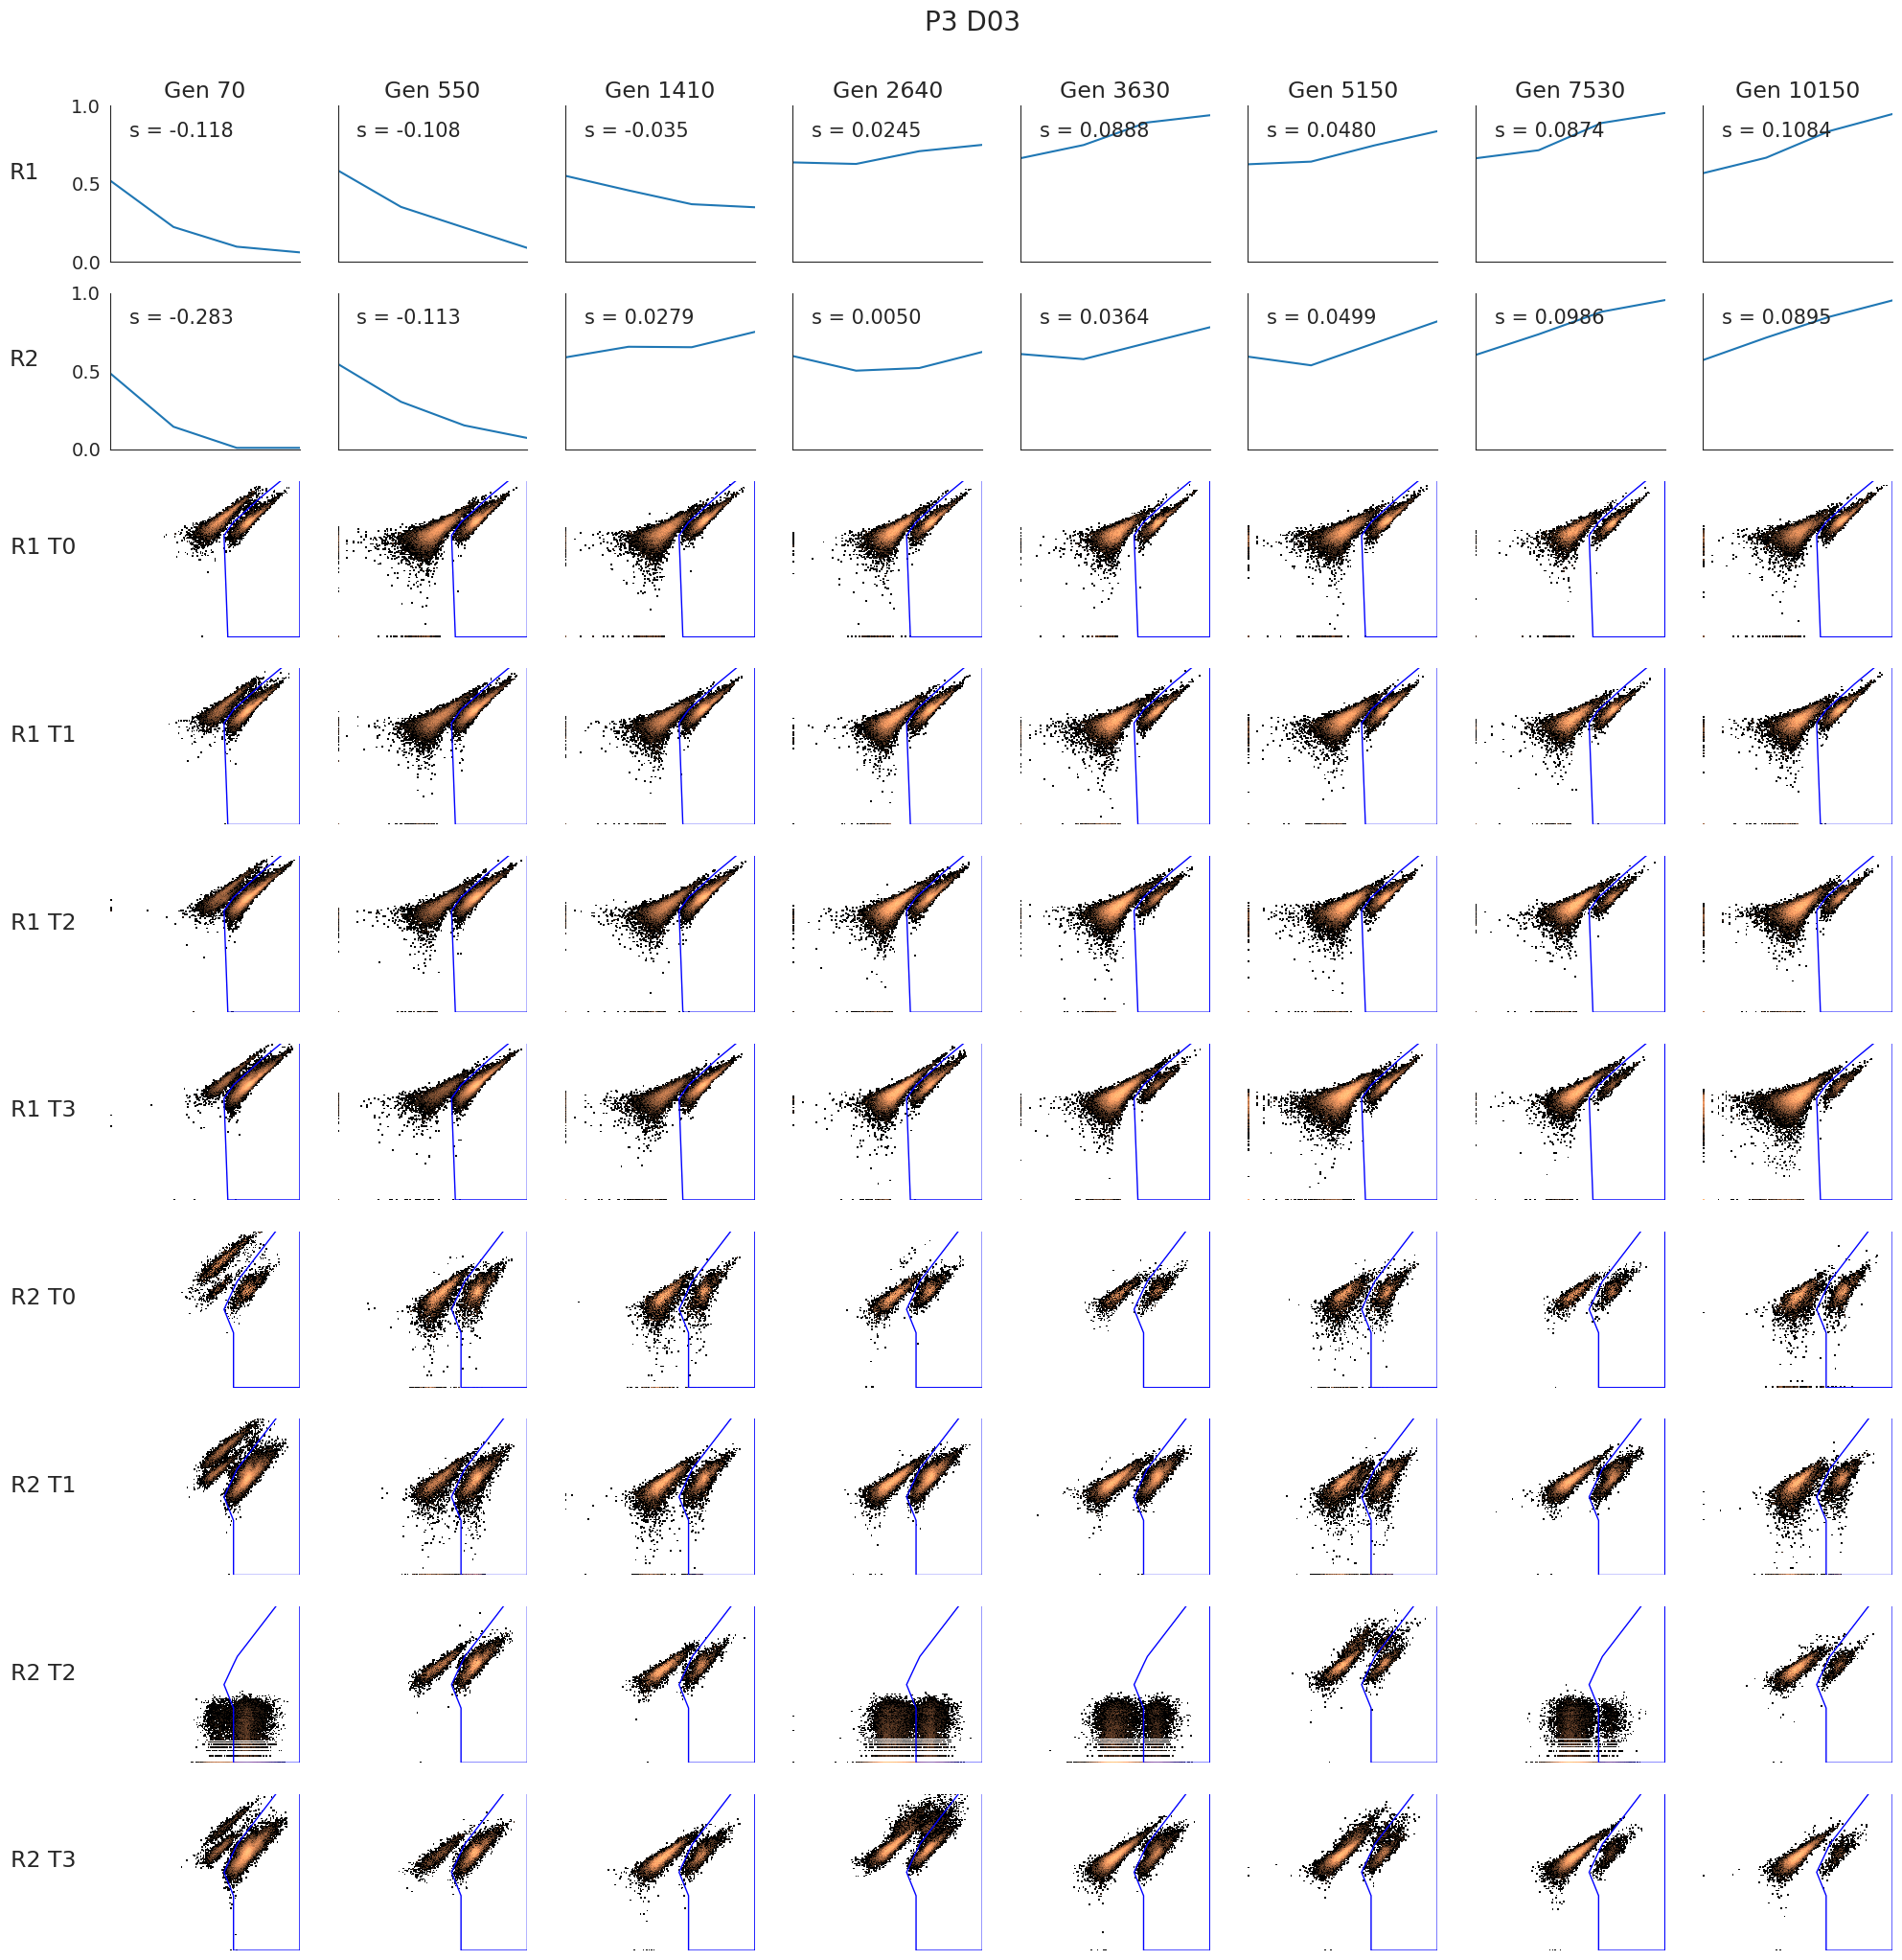 P3 D03
Gen 70 Gen 550 Gen 1410 Gen 2640 Gen 3630 Gen 5150 Gen 7530 Gen 10150
R1
1.0
0.5
0.0
s = -0.118 s = -0.108 s = -0.035 s = 0.0245 s = 0.0888 s = 0.0480 s = 0.0874 s = 0.1084
R2
1.0
0.5
0.0
s = -0.283 s = -0.113 s = 0.0279 s = 0.0050 s = 0.0364 s = 0.0499 s = 0.0986 s = 0.0895
R1 T0
R1 T1
R1 T2
R1 T3
R2 T0
R2 T1
R2 T2
R2 T3